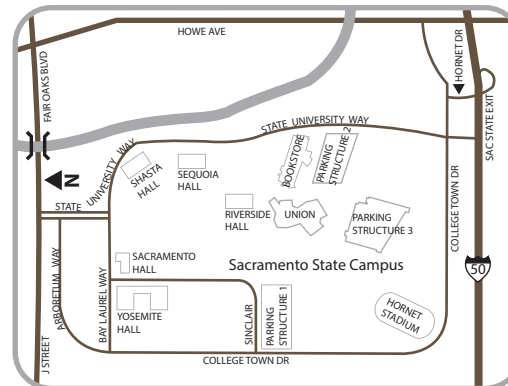 HOWE AVE
FAIR OAKS BLVD
HORNET DR
SAC STATE EXIT
STATE UNIVERSITY WAY
BOOKSTORE
PARKING
STRUCTURE 2
N
STATE UNIVERSITY WAY
SHASTA
HALL
SEQUOIA
HALL
COLLEGE TOWN DR
RIVERSIDE
HALL
UNION
PARKING
STRUCTURE 3
SACRAMENTO
HALL
Sacramento State Campus
50
ARBORETUM WAY
BAY LAUREL WAY
YOSEMITE
HALL
SINCLAIR
PARKING
STRUCTURE 1
HORNET
STADIUM
J STREET
COLLEGE TOWN DR